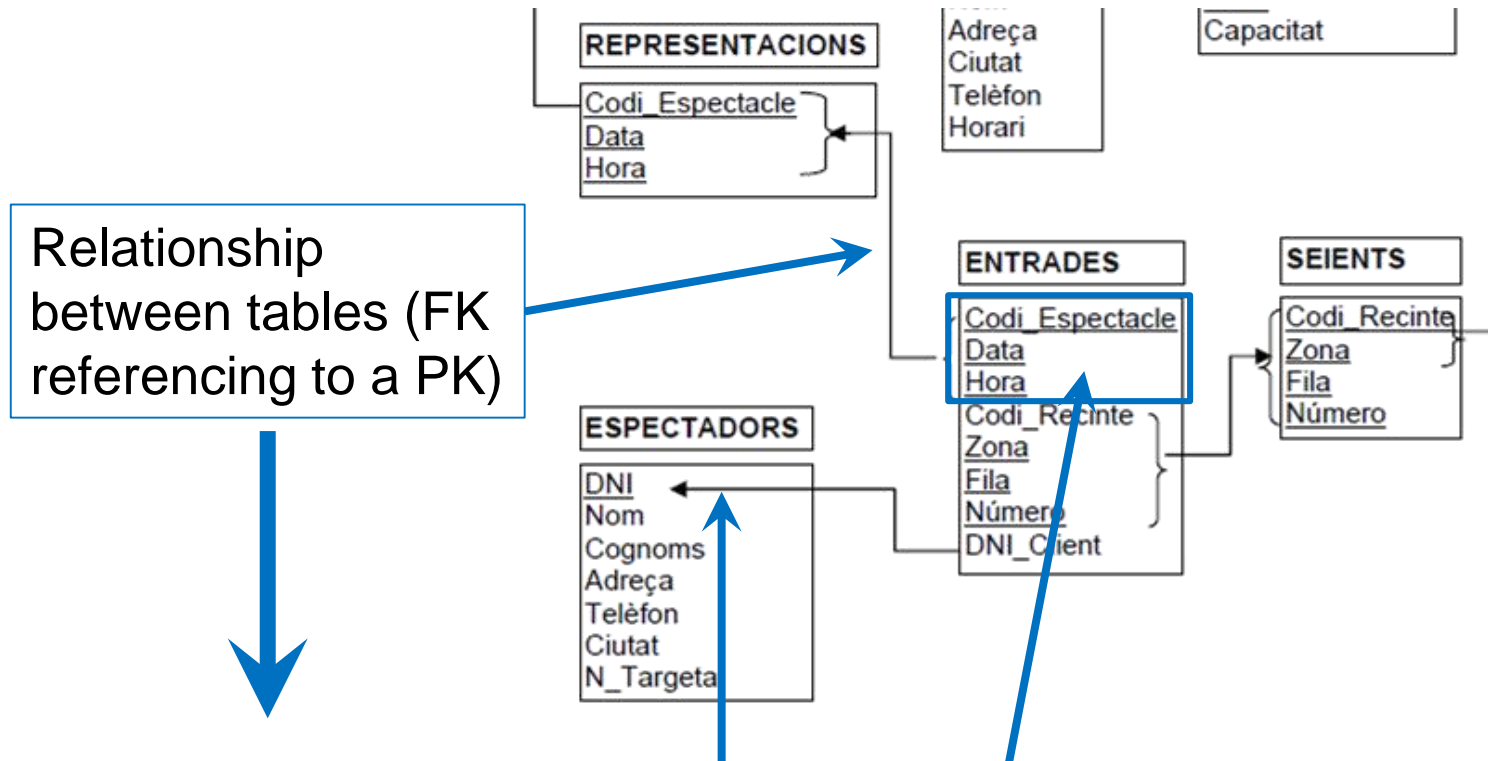 Adreça
Ciutat
Telèfon
Horari
Capacitat
REPRESENTACIONS
Codi_Espectacle
Data
Hora
Relationship
between tables (FK
referencing to a PK)
ENTRADES
Codi_Espectacle
Data
Hora
Codi_Recinte
Zona
Fila
Número
DNI_Client
SEIENTS
Codi_Recinte
Zona
Fila
Número
ESPECTADORS
DNI
Nom
Cognoms
Adreça
Telèfon
Ciutat
N_Targeta